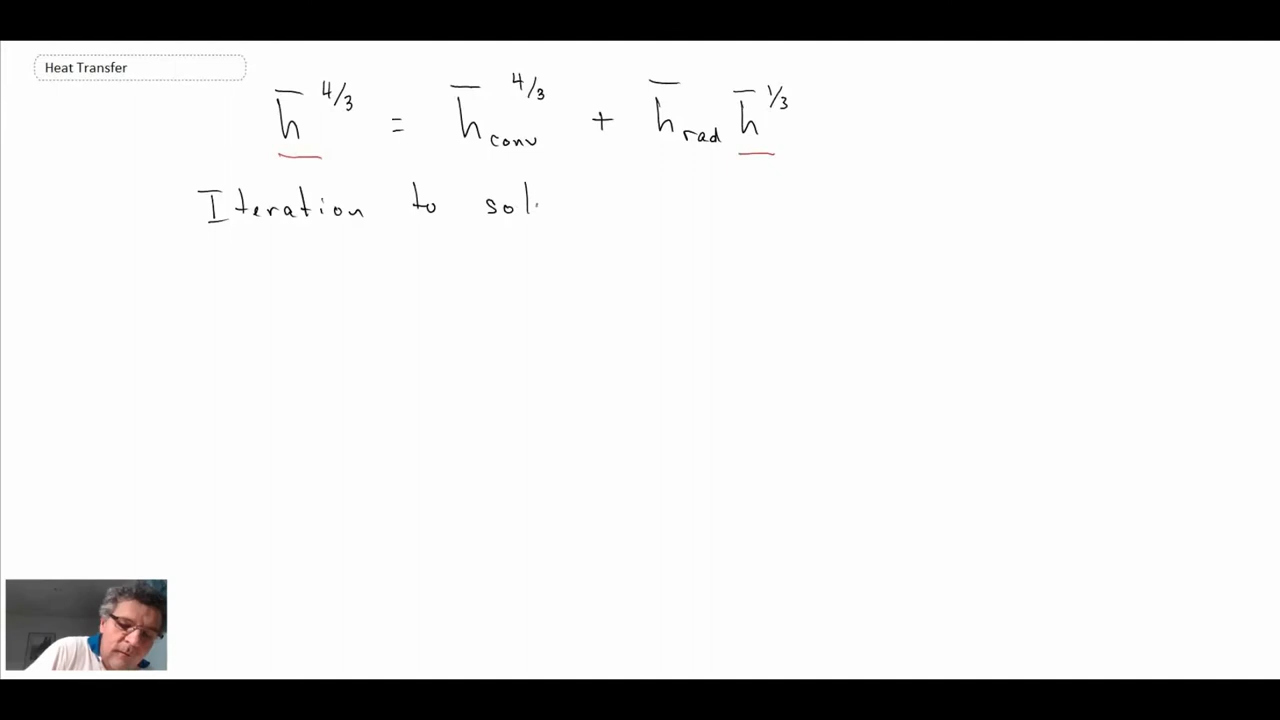 Heat Transfer
h̅^4/3 = h̅_conv^4/3 + h̅_rad h̅^1/3
Iteration to sol